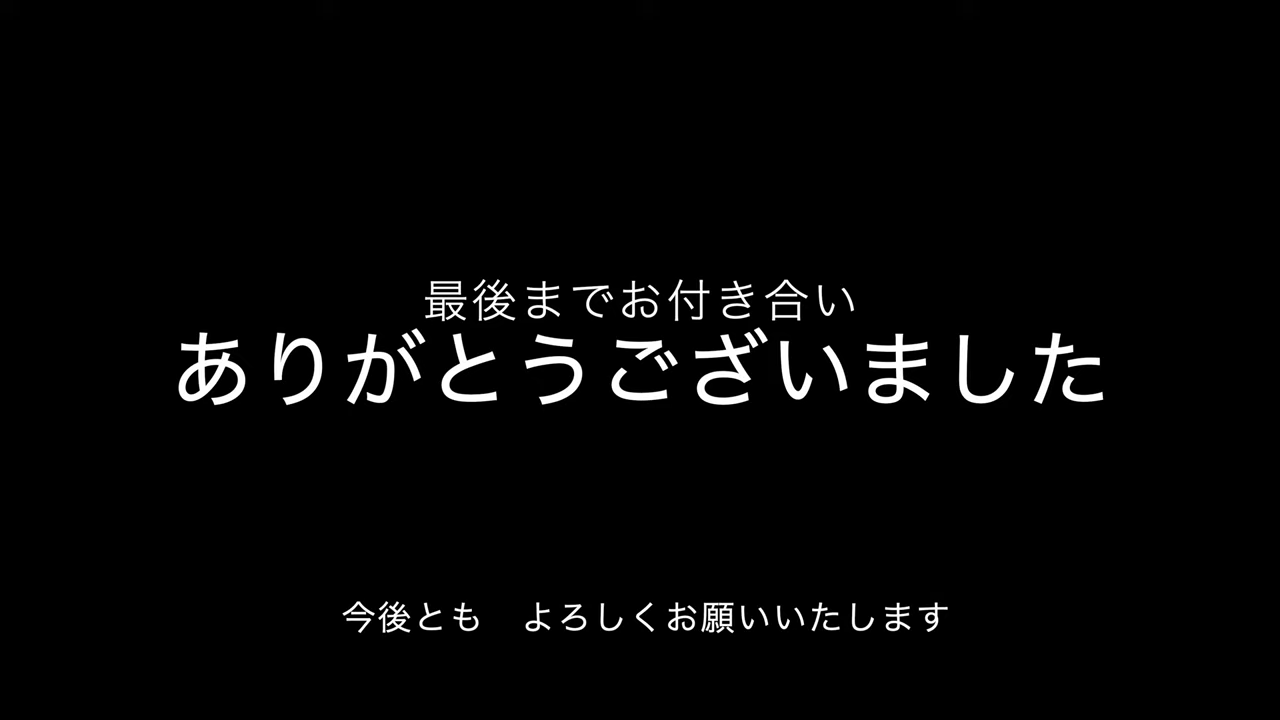 最後までお付き合い
ありがとうございました
今後とも　よろしくお願いいたします